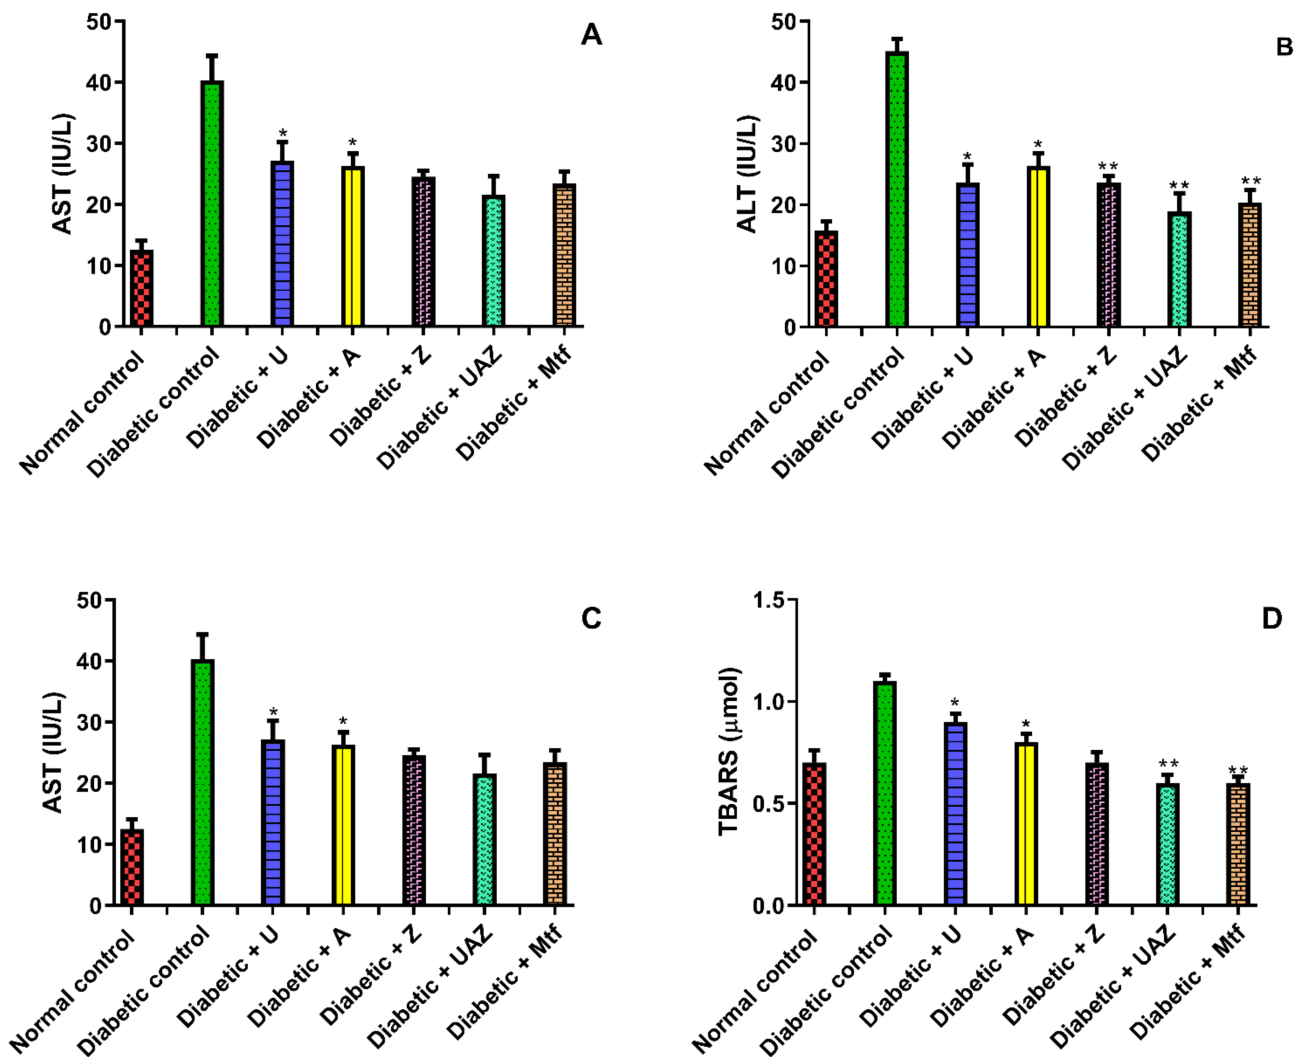 A
AST (IU/L)
50
40
30
20
10
0
*
*
Normal control
Diabetic control
Diabetic + U
Diabetic + A
Diabetic + Z
Diabetic + UAZ
Diabetic + Mtf
B
ALT (IU/L)
50
40
30
20
10
0
*
*
**
**
**
Normal control
Diabetic control
Diabetic + U
Diabetic + A
Diabetic + Z
Diabetic + UAZ
Diabetic + Mtf
C
AST (IU/L)
50
40
30
20
10
0
*
*
Normal control
Diabetic control
Diabetic + U
Diabetic + A
Diabetic + Z
Diabetic + UAZ
Diabetic + Mtf
D
TBARS (μmol)
1.5
1.0
0.5
0.0
*
*
**
**
Normal control
Diabetic control
Diabetic + U
Diabetic + A
Diabetic + Z
Diabetic + UAZ
Diabetic + Mtf